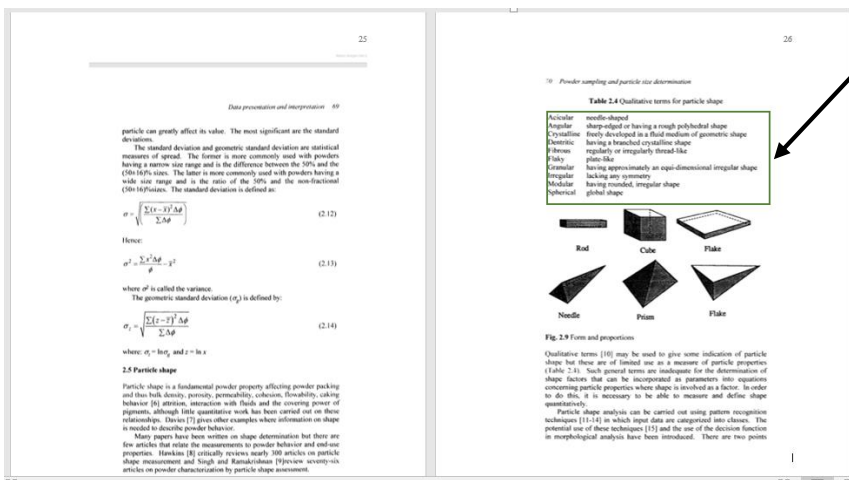 25
Data presentation and interpretation 69
particle can greatly affect its value. The most significant are the standard
deviations.
The standard deviation and geometric standard deviation are statistical
measures of spread. The former is more commonly used with powders
having a narrow size range and is the difference between the 50% and the
(50±16)% sizes. The latter is more commonly used with powders having a
wide size range and is the ratio of the 50% and the non-fractional
(50±16)%sizes. The standard deviation is defined as:
σ = √(∑(x−x̄)²Δϕ / ∑Δϕ) (2.12)
Hence:
σ² = ∑x²Δϕ / ϕ − x̄² (2.13)
where σ² is called the variance.
The geometric standard deviation (σg) is defined by:
σz = √(∑(z−z̄)²Δϕ / ∑Δϕ) (2.14)
where: σz = lnσg and z = ln x
2.5 Particle shape
Particle shape is a fundamental powder property affecting powder packing
and thus bulk density, porosity, permeability, cohesion, flowability, caking
behavior [6] attrition, interaction with fluids and the covering power of
pigments, although little quantitative work has been carried out on these
relationships. Davies [7] gives other examples where information on shape
is needed to describe powder behavior.
Many papers have been written on shape determination but there are
few articles that relate the measurements to powder behavior and end-use
properties. Hawkins [8] critically reviews nearly 300 articles on particle
shape measurement and Singh and Ramakrishnan [9]review seventy-six
articles on powder characterization by particle shape assessment.
26
70 Powder sampling and particle size determination
Table 2.4 Qualitative terms for particle shape
Acicular needle-shaped
Angular sharp-edged or having a rough polyhedral shape
Crystalline freely developed in a fluid medium of geometric shape
Dentritic having a branched crystalline shape
Fibrous regularly or irregularly thread-like
Flaky plate-like
Granular having approximately an equi-dimensional irregular shape
Irregular lacking any symmetry
Modular having rounded, irregular shape
Spherical global shape
Rod Cube Flake
Needle Prism Flake
Fig. 2.9 Form and proportions
Qualitative terms [10] may be used to give some indication of particle
shape but these are of limited use as a measure of particle properties
(Table 2.4). Such general terms are inadequate for the determination of
shape factors that can be incorporated as parameters into equations
concerning particle properties where shape is involved as a factor. In order
to do this, it is necessary to be able to measure and define shape
quantitatively.
Particle shape analysis can be carried out using pattern recognition
techniques [11-14] in which input data are categorized into classes. The
potential use of these techniques [15] and the use of the decision function
in morphological analysis have been introduced. There are two points